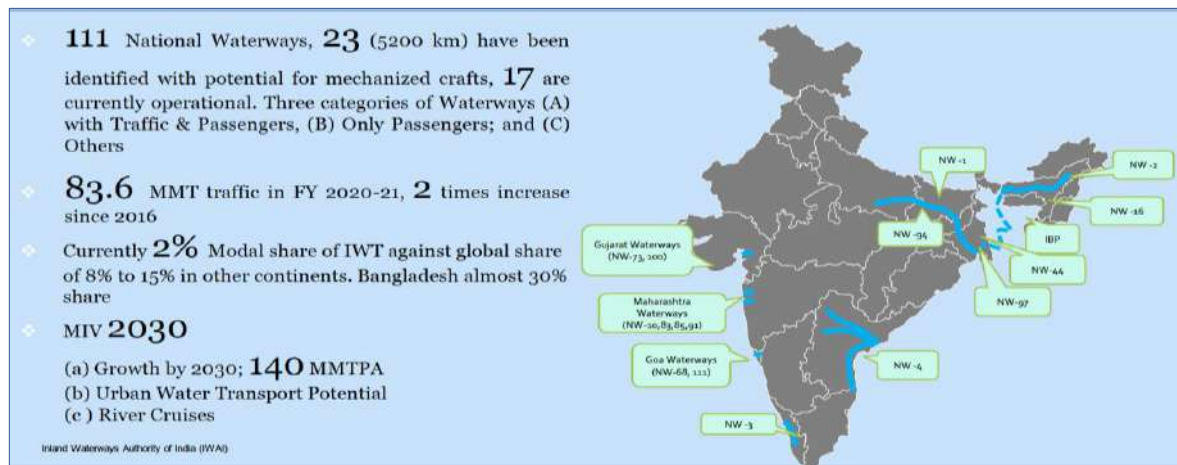 111 National Waterways, 23 (5200 km) have been
identified with potential for mechanized crafts, 17 are
currently operational. Three categories of Waterways (A)
with Traffic & Passengers, (B) Only Passengers; and (C)
Others
83.6 MMT traffic in FY 2020-21, 2 times increase
since 2016
Currently 2% Modal share of IWT against global share
of 8% to 15% in other continents. Bangladesh almost 30%
share
MIV 2030
(a) Growth by 2030; 140 MMTPA
(b) Urban Water Transport Potential
(c ) River Cruises
Inland Waterways Authority of India (IWAI)
NW -1
NW -2
NW -16
NW -94
IBP
Gujarat Waterways
(NW-73, 100)
NW-44
NW-97
Maharashtra
Waterways
(NW-10,83,85,91)
Goa Waterways
(NW-68, 111)
NW -4
NW -3